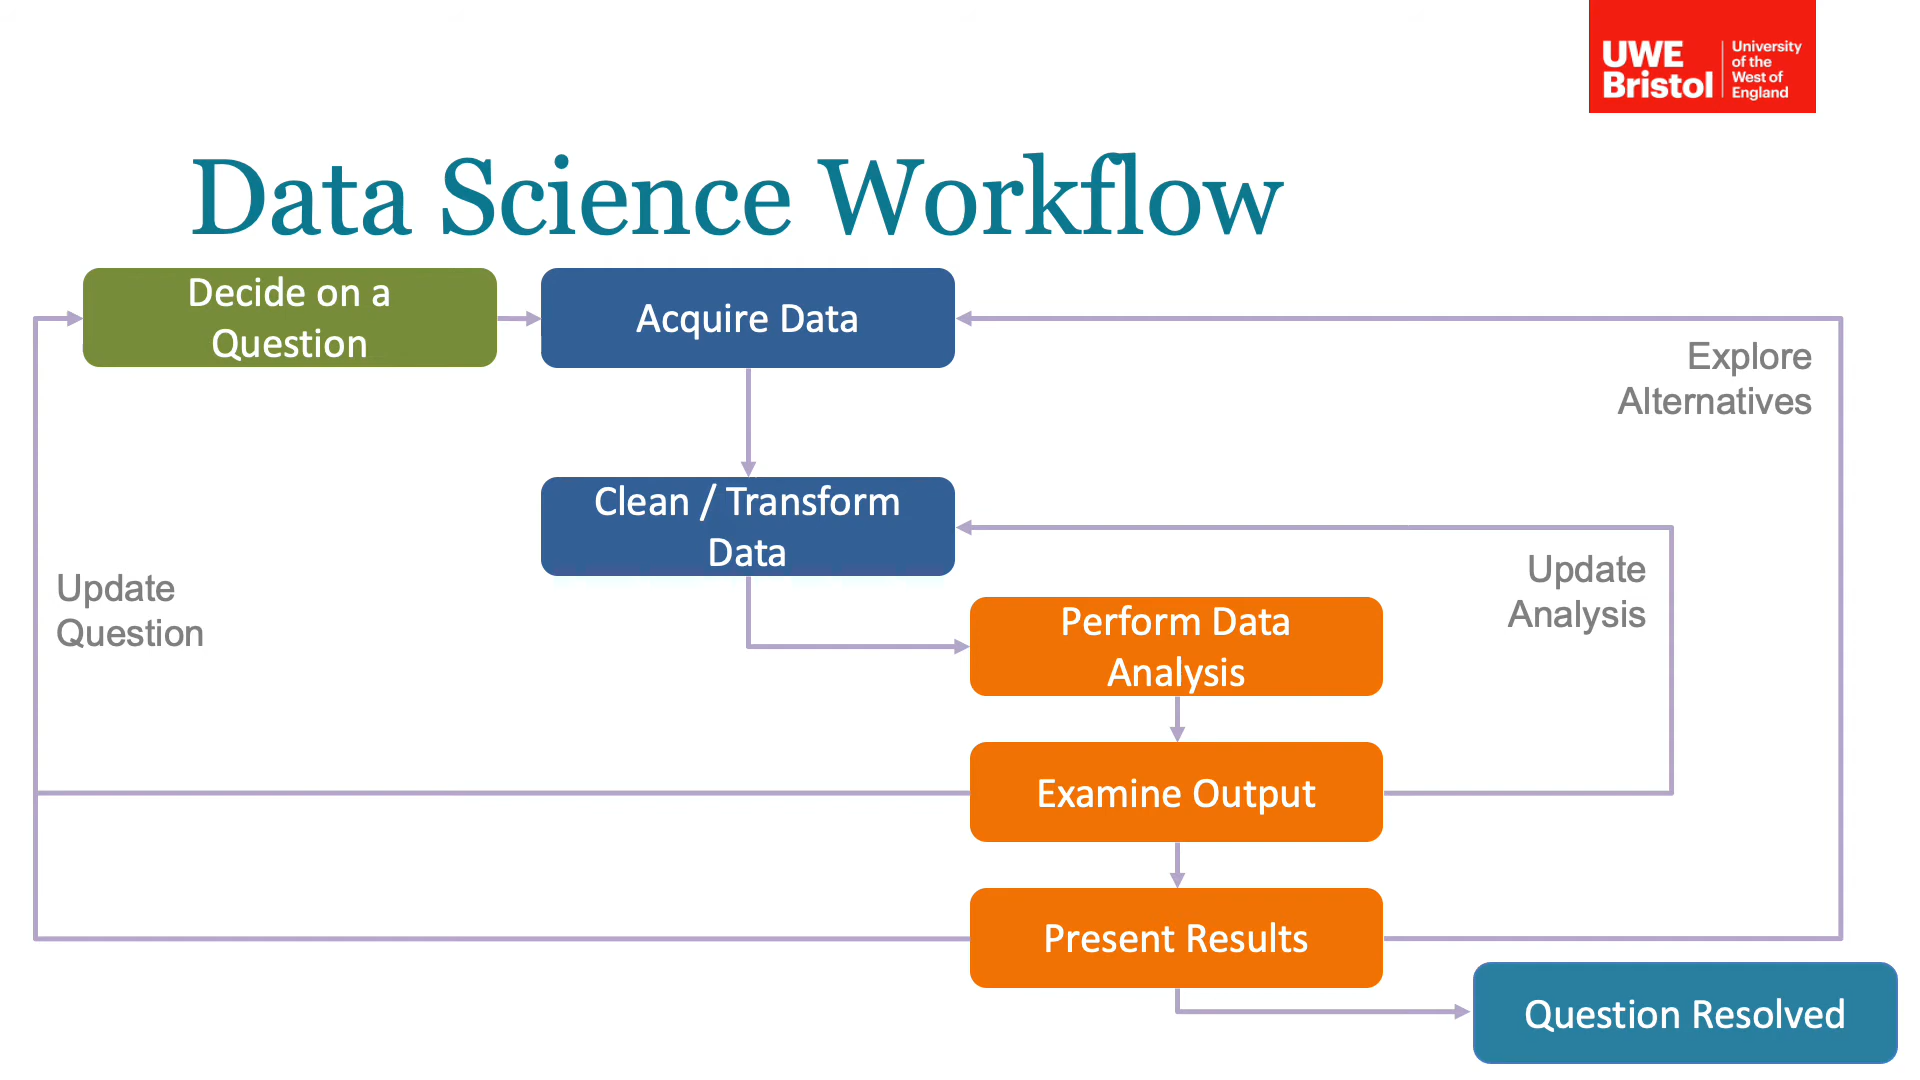 UWE
Bristol
University
of the
West of
England
Data Science Workflow
Decide on a
Question
Acquire Data
Explore
Alternatives
Clean / Transform
Data
Update
Question
Update
Analysis
Perform Data
Analysis
Examine Output
Present Results
Question Resolved